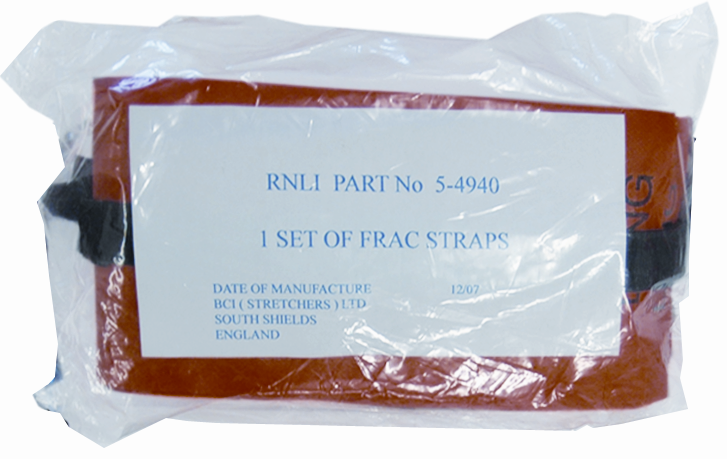 RNLI PART No 5-4940
1 SET OF FRAC STRAPS
DATE OF MANUFACTURE 12/07
BCI ( STRETCHERS ) LTD
SOUTH SHIELDS
ENGLAND